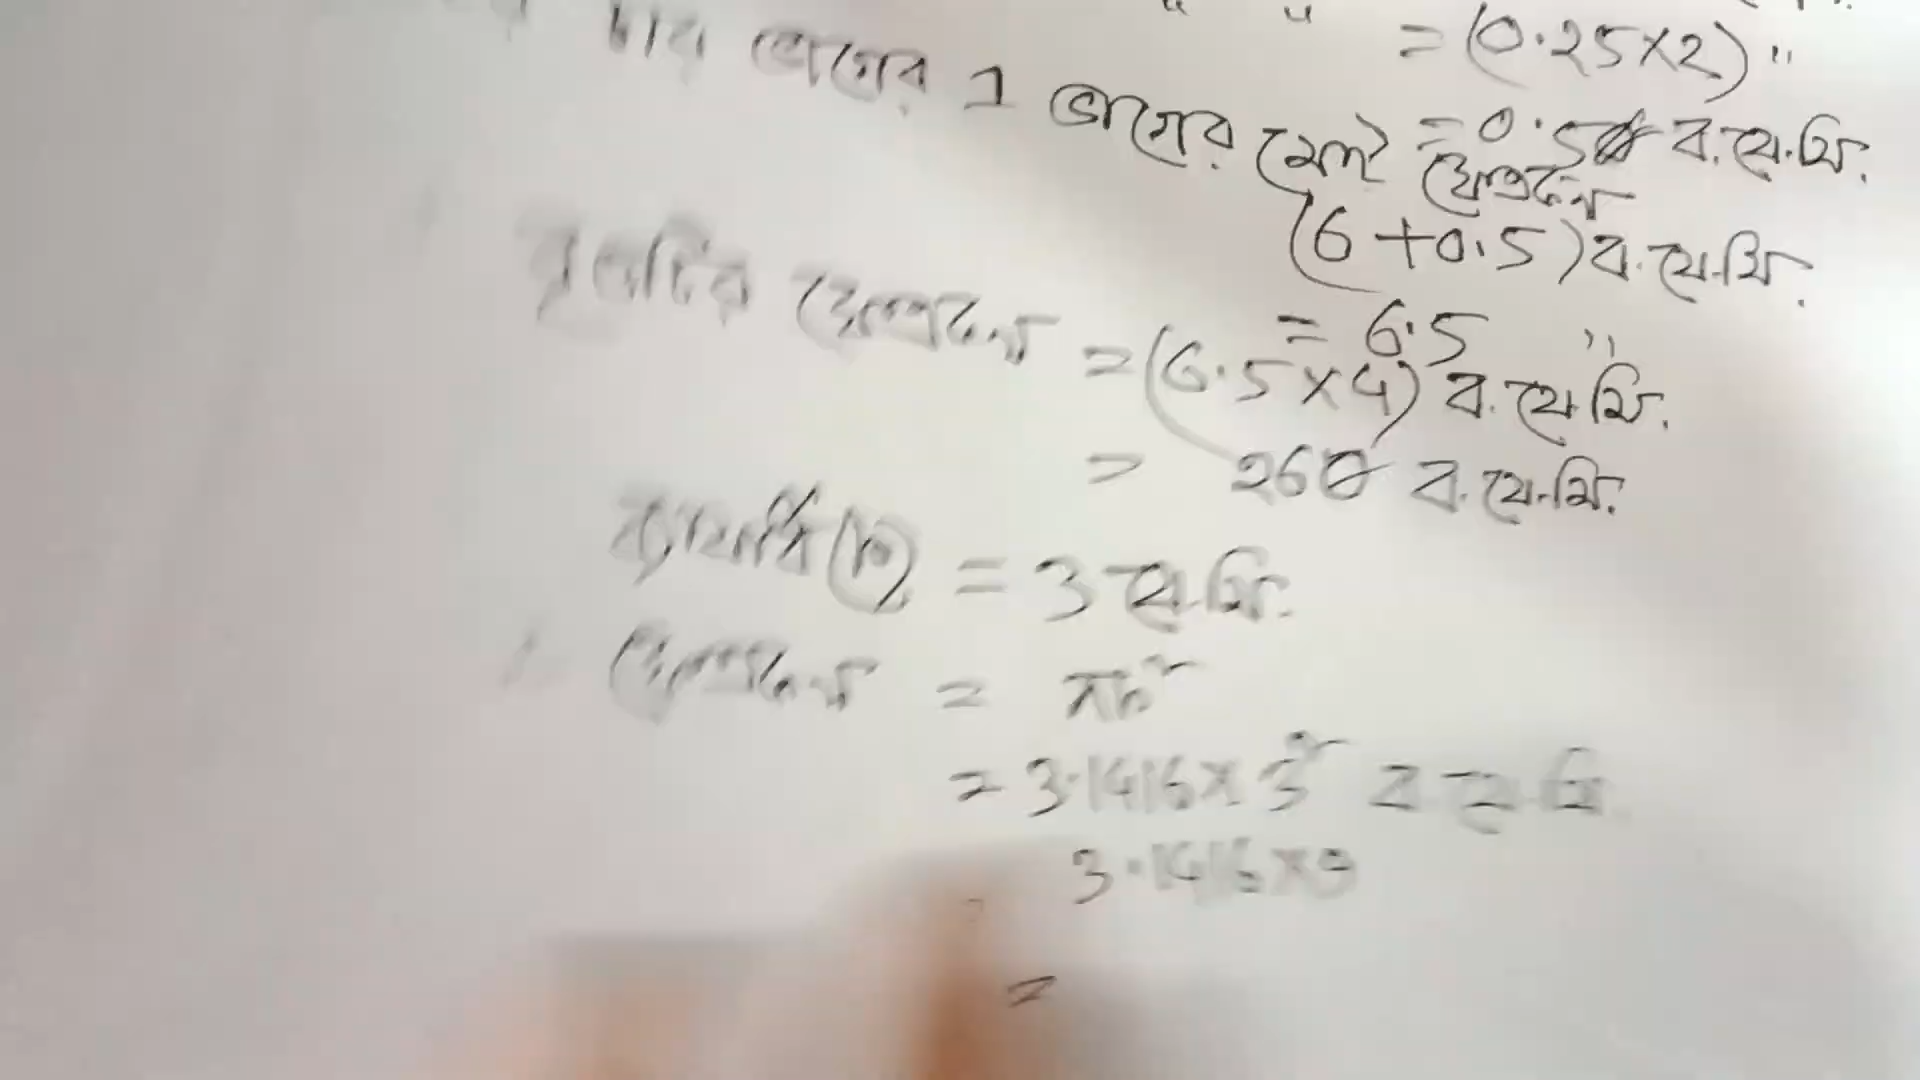 " " = (0.25×2) "
= 0.5 ব.সে.মি.
চার ভাগের 1 ভাগের মোট ক্ষেত্রফল
(6+0.5) ব.সে.মি.
= 6.5 "
বৃত্তটির ক্ষেত্রফল = (6.5×4) ব.সে.মি.
= 26 ব.সে.মি.
ব্যাসার্ধ (r) = 3 সে.মি.
ক্ষেত্রফল = πr²
= 3.1416×3² ব.সে.মি.
3.1416×9
=